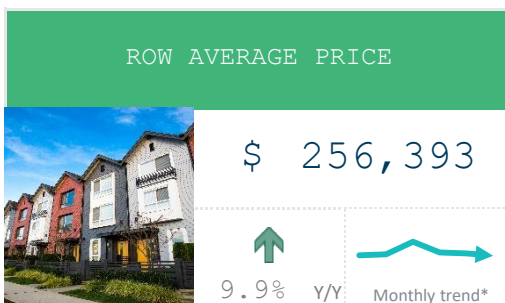 ROW AVERAGE PRICE
$ 256,393
9.9% Y/Y
Monthly trend*